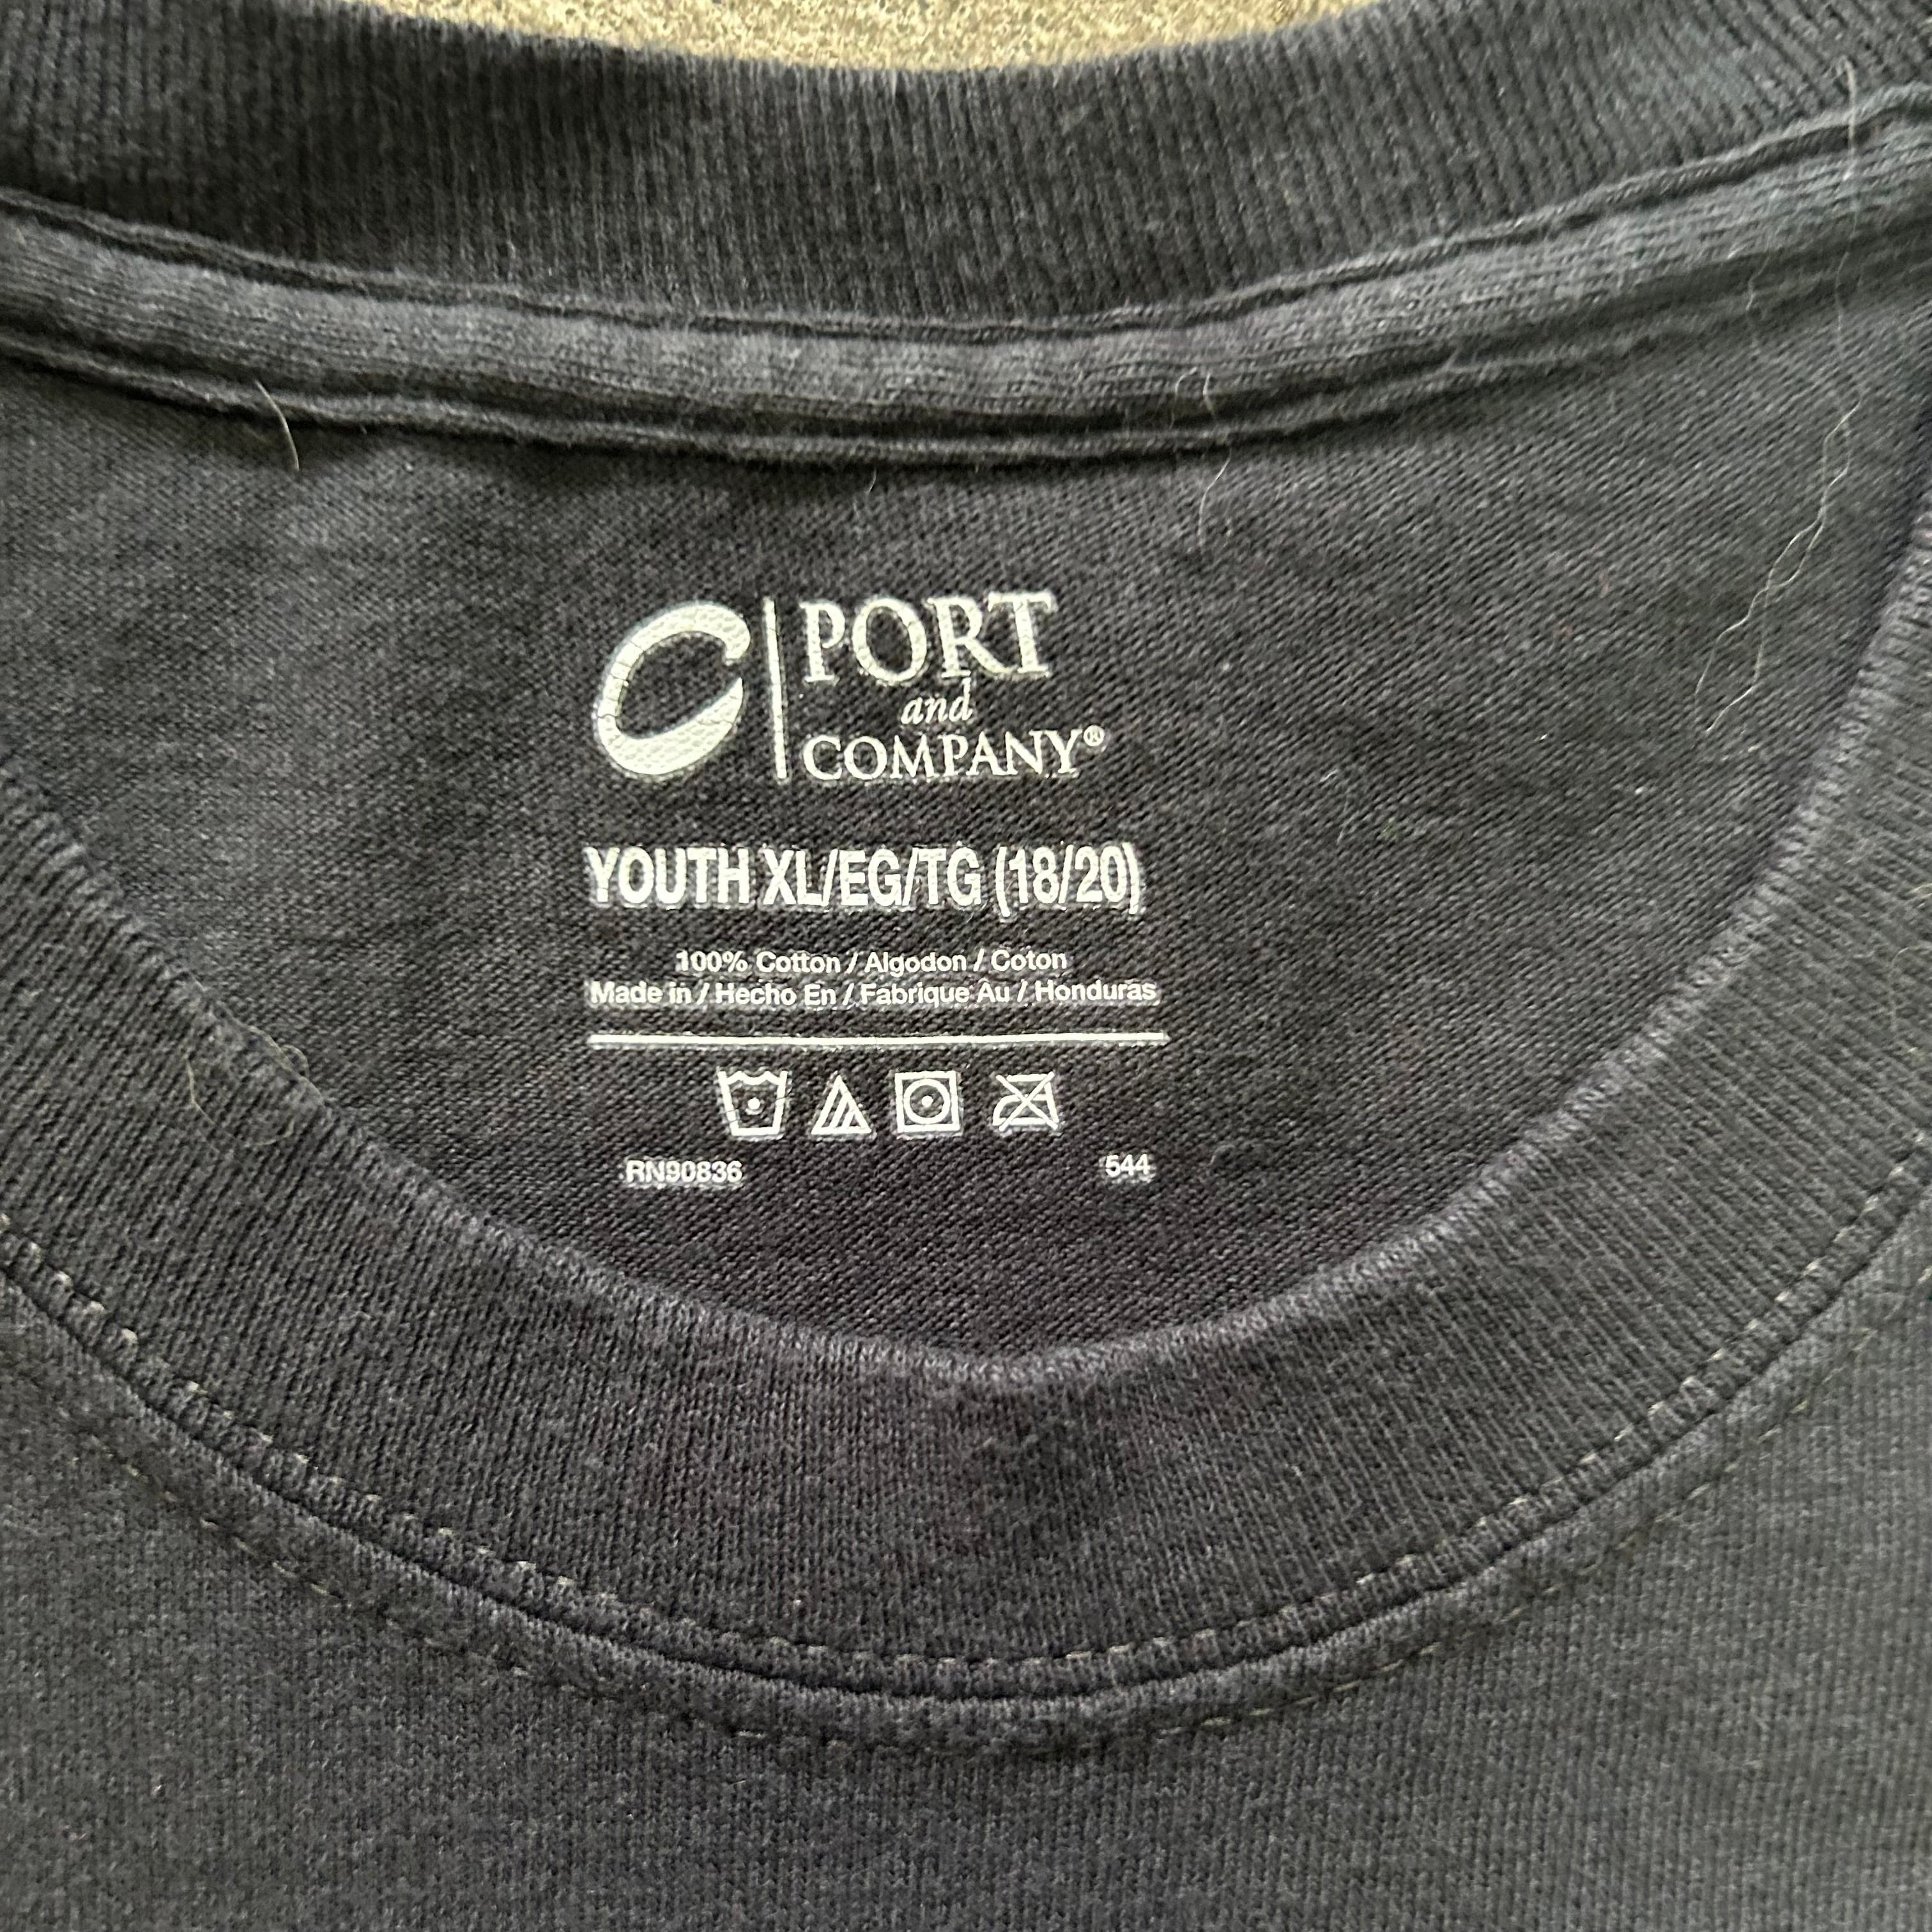 PORT
and
COMPANY®
YOUTH XL/EG/TG (18/20)
100% Cotton / Algodon / Coton
Made in / Hecho En / Fabrique Au / Honduras
RN90836 544